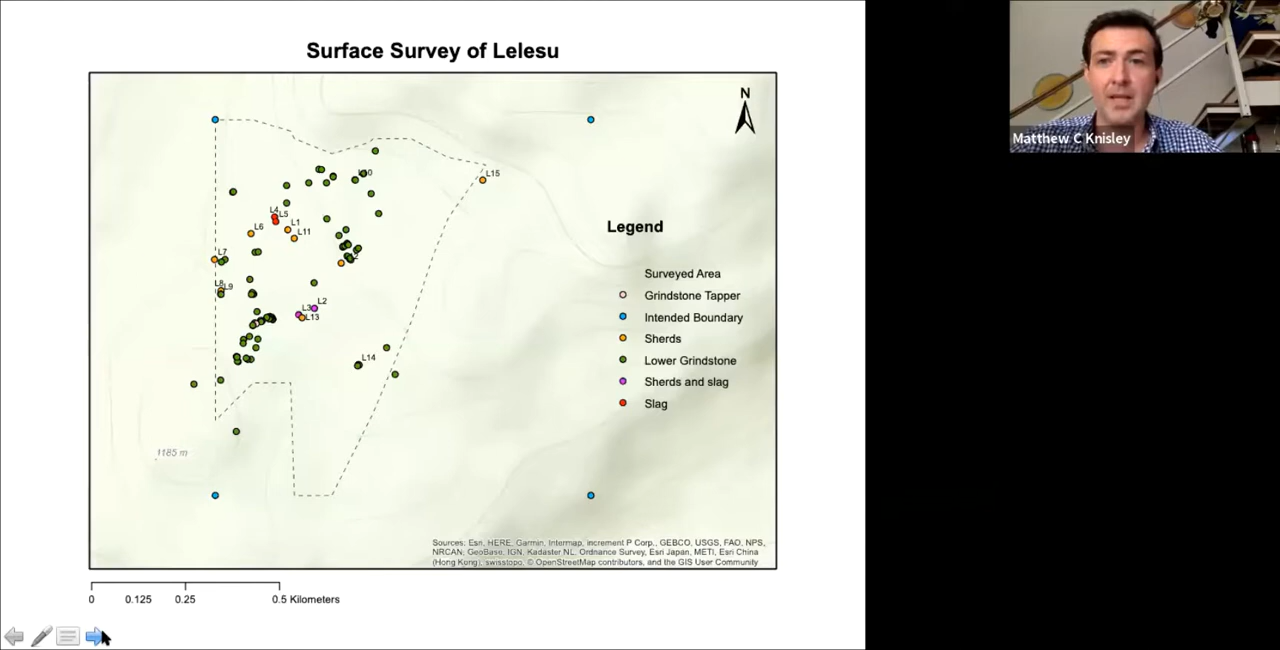 Surface Survey of Lelesu
N
Matthew C Knisley
L10
L15
L4
L5
L6
L1
L11
L7
L8
L9
L2
L3
L13
L14
1185 m
Legend
Surveyed Area
Grindstone Tapper
Intended Boundary
Sherds
Lower Grindstone
Sherds and slag
Slag
Sources: Esri, HERE, Garmin, Intermap, increment P Corp., GEBCO, USGS, FAO, NPS,
NRCAN, GeoBase, IGN, Kadaster NL, Ordnance Survey, Esri Japan, METI, Esri China
(Hong Kong), swisstopo, © OpenStreetMap contributors, and the GIS User Community
0 0.125 0.25 0.5 Kilometers